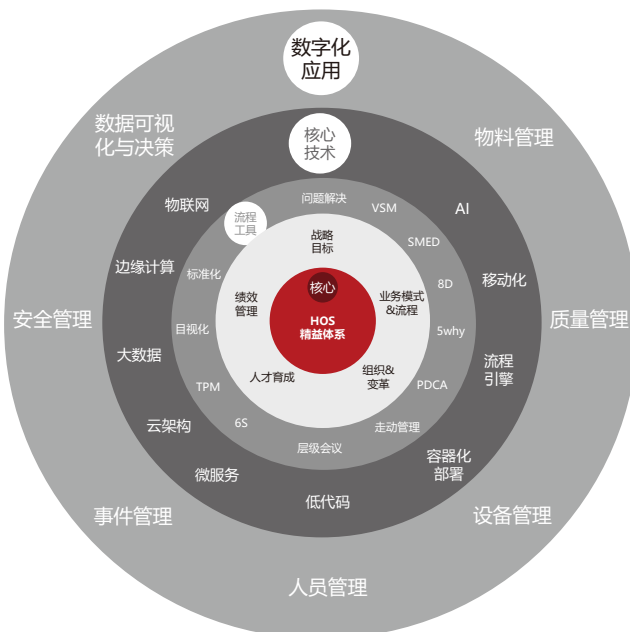 数字化
应用
数据可视
化与决策
物料管理
安全管理
质量管理
事件管理
设备管理
人员管理
核心
技术
物联网
AI
边缘计算
移动化
大数据
流程
引擎
云架构
容器化
部署
微服务
低代码
流程
工具
问题解决
VSM
SMED
标准化
8D
目视化
5why
TPM
PDCA
6S
走动管理
层级会议
战略
目标
绩效
管理
业务模式
&流程
人才育成
组织&
变革
核心
HOS
精益体系